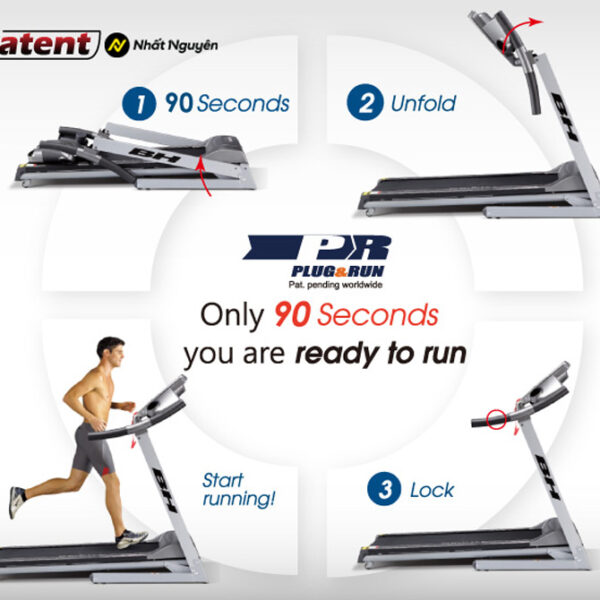 atent
Nhất Nguyên
1 90 Seconds
2 Unfold
BH
BH
PR
PLUG&RUN
Pat. pending worldwide
Only 90 Seconds
you are ready to run
Start
running!
BH
3 Lock
BH